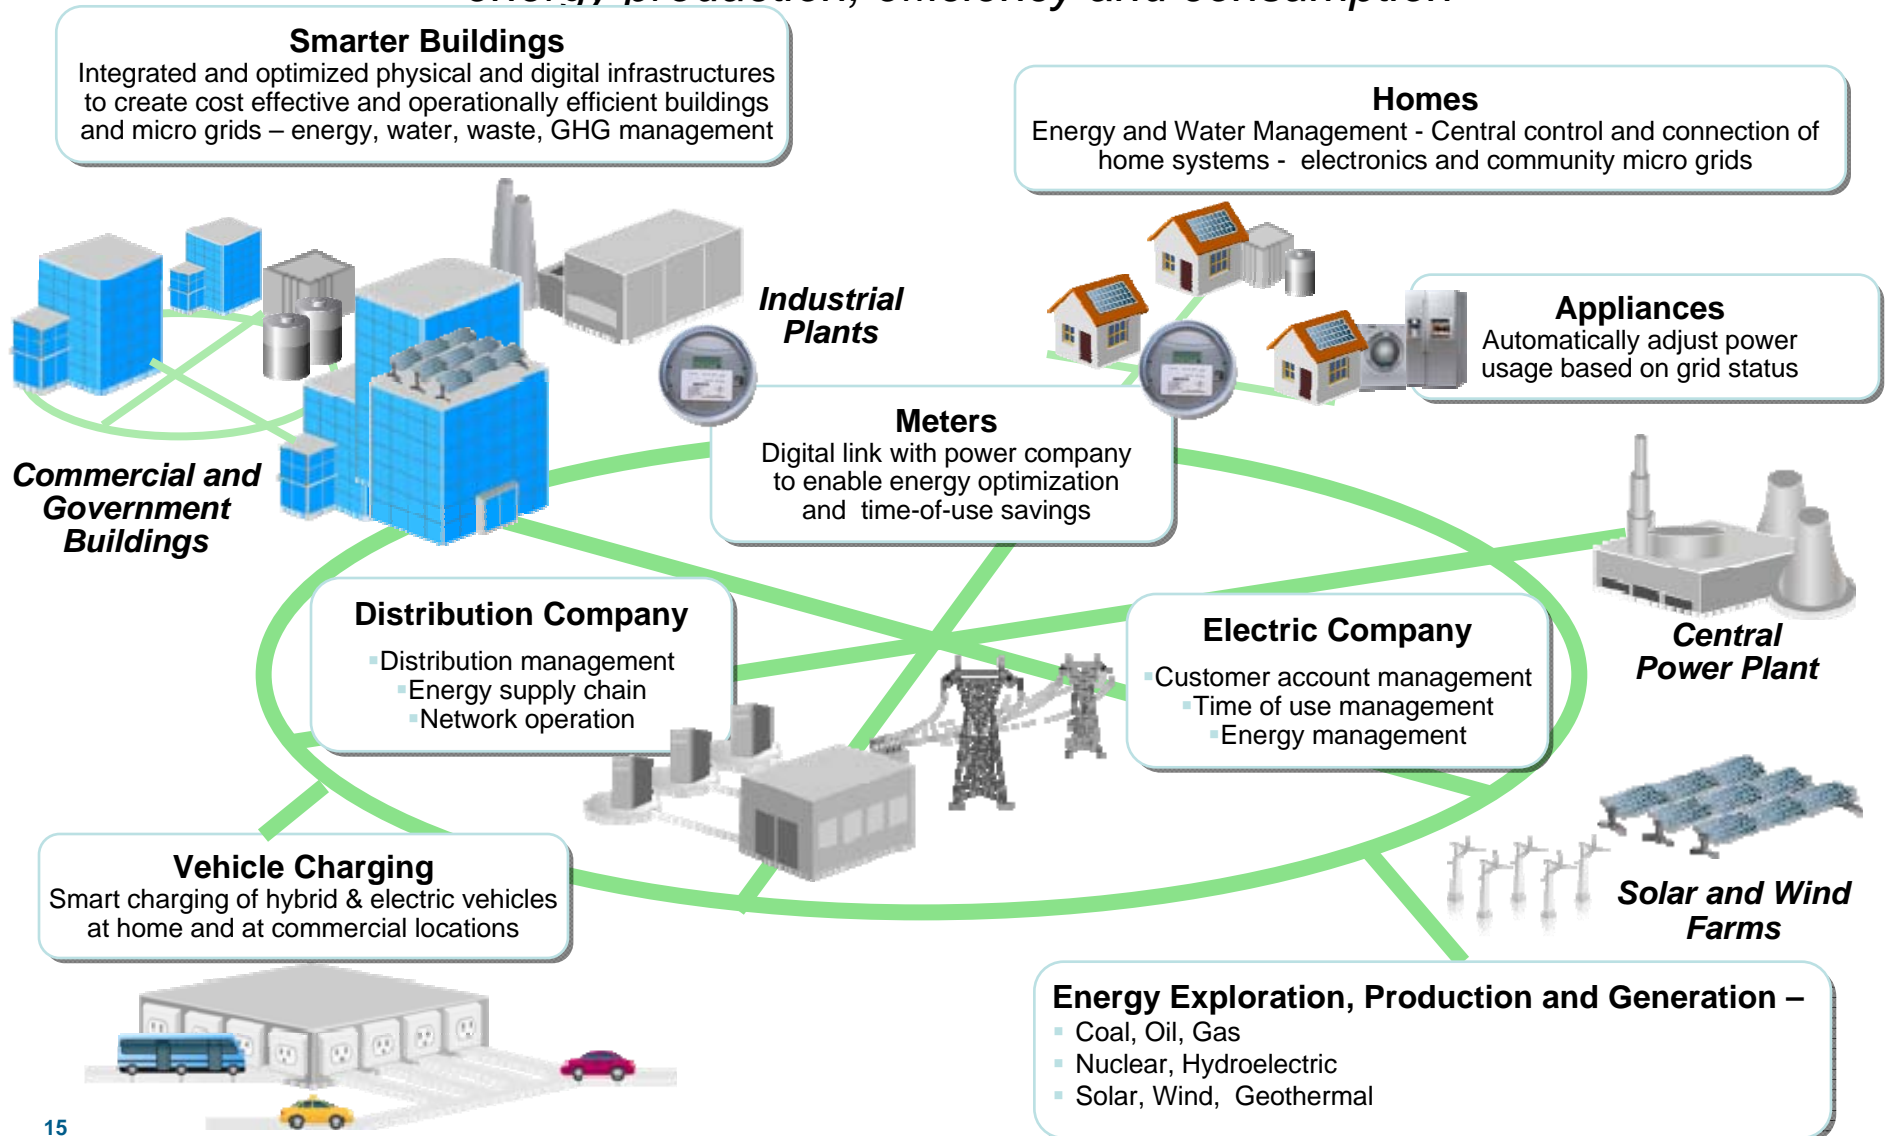 energy production, efficiency and consumption
Smarter Buildings
Integrated and optimized physical and digital infrastructures
to create cost effective and operationally efficient buildings
and micro grids – energy, water, waste, GHG management
Homes
Energy and Water Management - Central control and connection of
home systems - electronics and community micro grids
Industrial
Plants
Appliances
Automatically adjust power
usage based on grid status
Meters
Digital link with power company
to enable energy optimization
and time-of-use savings
Commercial and
Government
Buildings
Distribution Company
▪Distribution management
▪Energy supply chain
▪Network operation
Electric Company
▪Customer account management
▪Time of use management
▪Energy management
Central
Power Plant
Vehicle Charging
Smart charging of hybrid & electric vehicles
at home and at commercial locations
Solar and Wind
Farms
Energy Exploration, Production and Generation –
▪ Coal, Oil, Gas
▪ Nuclear, Hydroelectric
▪ Solar, Wind, Geothermal
15